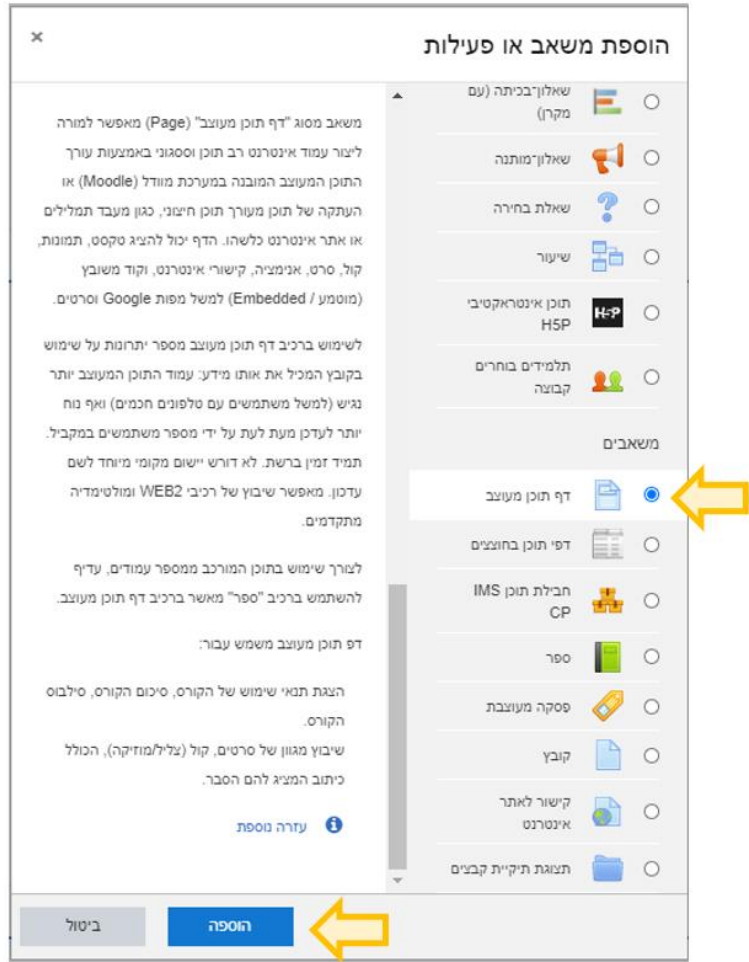 הוספת משאב או פעילות
×
שאלון־בכיתה (עם
מקרן)
שאלון־מותנה
שאלת בחירה
שיעור
תוכן אינטראקטיבי
H5P
H5P
תלמידים בוחרים
קבוצה
משאבים
דף תוכן מעוצב
דפי תוכן בחוצצים
חבילת תוכן IMS
CP
ספר
פסקה מעוצבת
קובץ
קישור לאתר
אינטרנט
תצוגת תיקיית קבצים
משאב מסוג "דף תוכן מעוצב" (Page) מאפשר למורה
ליצור עמוד אינטרנט רב תוכן וססגוני באמצעות עורך
התוכן המעוצב המובנה במערכת מוודל (Moodle) או
העתקה של תוכן מעורך תוכן חיצוני, כגון מעבד תמלילים
או אתר אינטרנט כלשהו. הדף יכול להציג טקסט, תמונות,
קול, סרט, אנימציה, קישורי אינטרנט, וקוד משובץ
(מוטמע / Embedded) למשל מפות Google וסרטים.
לשימוש ברכיב דף תוכן מעוצב מספר יתרונות על שימוש
בקובץ המכיל את אותו מידע: עמוד התוכן המעוצב יותר
נגיש (למשל משתמשים עם טלפונים חכמים) ואף נוח
יותר לעדכן מעת לעת על ידי מספר משתמשים במקביל.
תמיד זמין ברשת. לא דורש יישום מקומי מיוחד לשם
עדכון. מאפשר שיבוץ של רכיבי WEB2 ומולטימדיה
מתקדמים.
לצורך שימוש בתוכן המורכב ממספר עמודים, עדיף
להשתמש ברכיב "ספר" מאשר ברכיב דף תוכן מעוצב.
דפ תוכן מעוצב משמש עבור:
הצגת תנאי שימוש של הקורס, סיכום הקורס, סילבוס
הקורס.
שיבוץ מגוון של סרטים, קול (צליל/מוזיקה), הכולל
כיתוב המציג להם הסבר.
עזרה נוספת
הוספה
ביטול